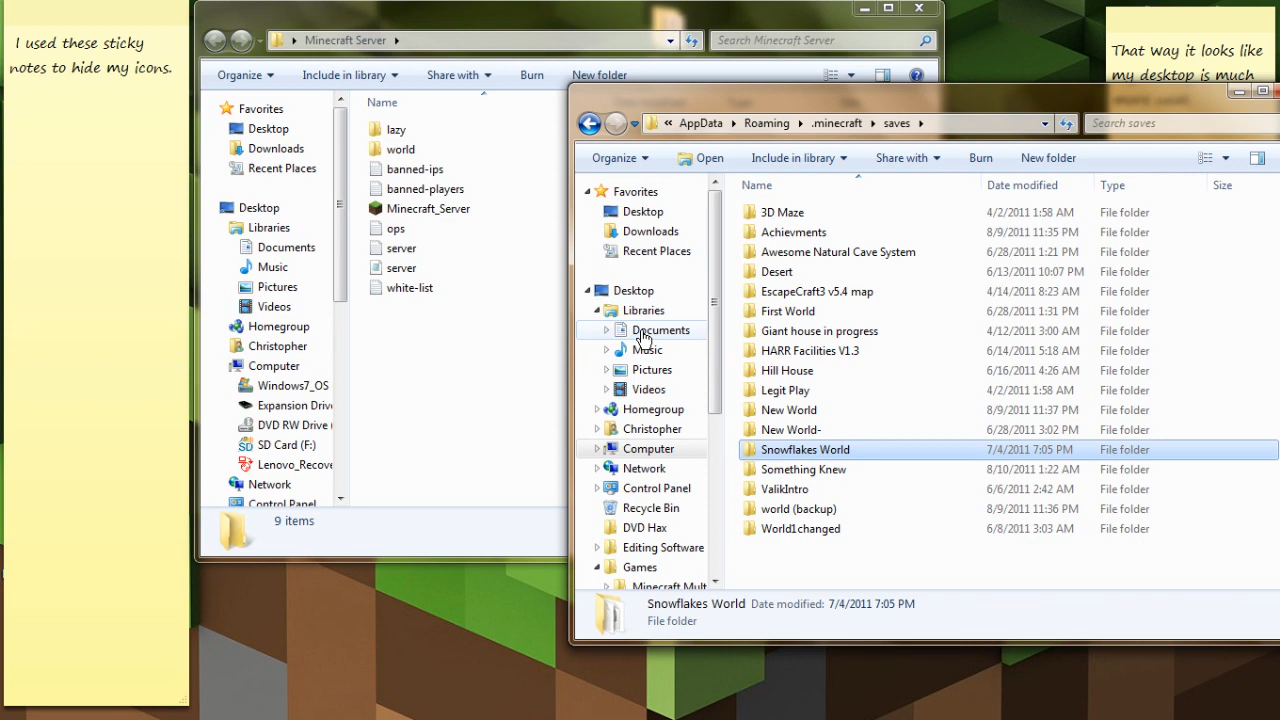 I used these sticky
notes to hide my icons.
Minecraft Server
Search Minecraft Server
Organize
Include in library
Share with
Burn
New folder
Favorites
Desktop
Downloads
Recent Places
Desktop
Libraries
Documents
Music
Pictures
Videos
Homegroup
Christopher
Computer
Windows7_OS
Expansion Drive
DVD RW Drive
SD Card (F:)
Lenovo_Recove
Network
Control Panel
Name
lazy
world
banned-ips
banned-players
Minecraft_Server
ops
server
server
white-list
9 items
That way it looks like
my desktop is much
« AppData
Roaming
.minecraft
saves
Search saves
Organize
Open
Include in library
Share with
Burn
New folder
Favorites
Desktop
Downloads
Recent Places
Desktop
Libraries
Documents
Music
Pictures
Videos
Homegroup
Christopher
Computer
Network
Control Panel
Recycle Bin
DVD Hax
Editing Software
Games
Minecraft Mult
Name Date modified Type Size
3D Maze 4/2/2011 1:58 AM File folder
Achievments 8/9/2011 11:35 PM File folder
Awesome Natural Cave System 6/28/2011 1:21 PM File folder
Desert 6/13/2011 10:07 PM File folder
EscapeCraft3 v5.4 map 4/14/2011 8:23 AM File folder
First World 6/28/2011 1:31 PM File folder
Giant house in progress 4/12/2011 3:00 AM File folder
HARR Facilities V1.3 6/14/2011 5:18 AM File folder
Hill House 6/16/2011 4:26 AM File folder
Legit Play 4/2/2011 1:58 AM File folder
New World 8/9/2011 11:37 PM File folder
New World- 6/28/2011 3:02 PM File folder
Snowflakes World 7/4/2011 7:05 PM File folder
Something Knew 8/10/2011 1:22 AM File folder
ValikIntro 6/6/2011 2:42 AM File folder
world (backup) 8/9/2011 11:36 PM File folder
World1changed 6/8/2011 3:03 AM File folder
Snowflakes World Date modified: 7/4/2011 7:05 PM
File folder